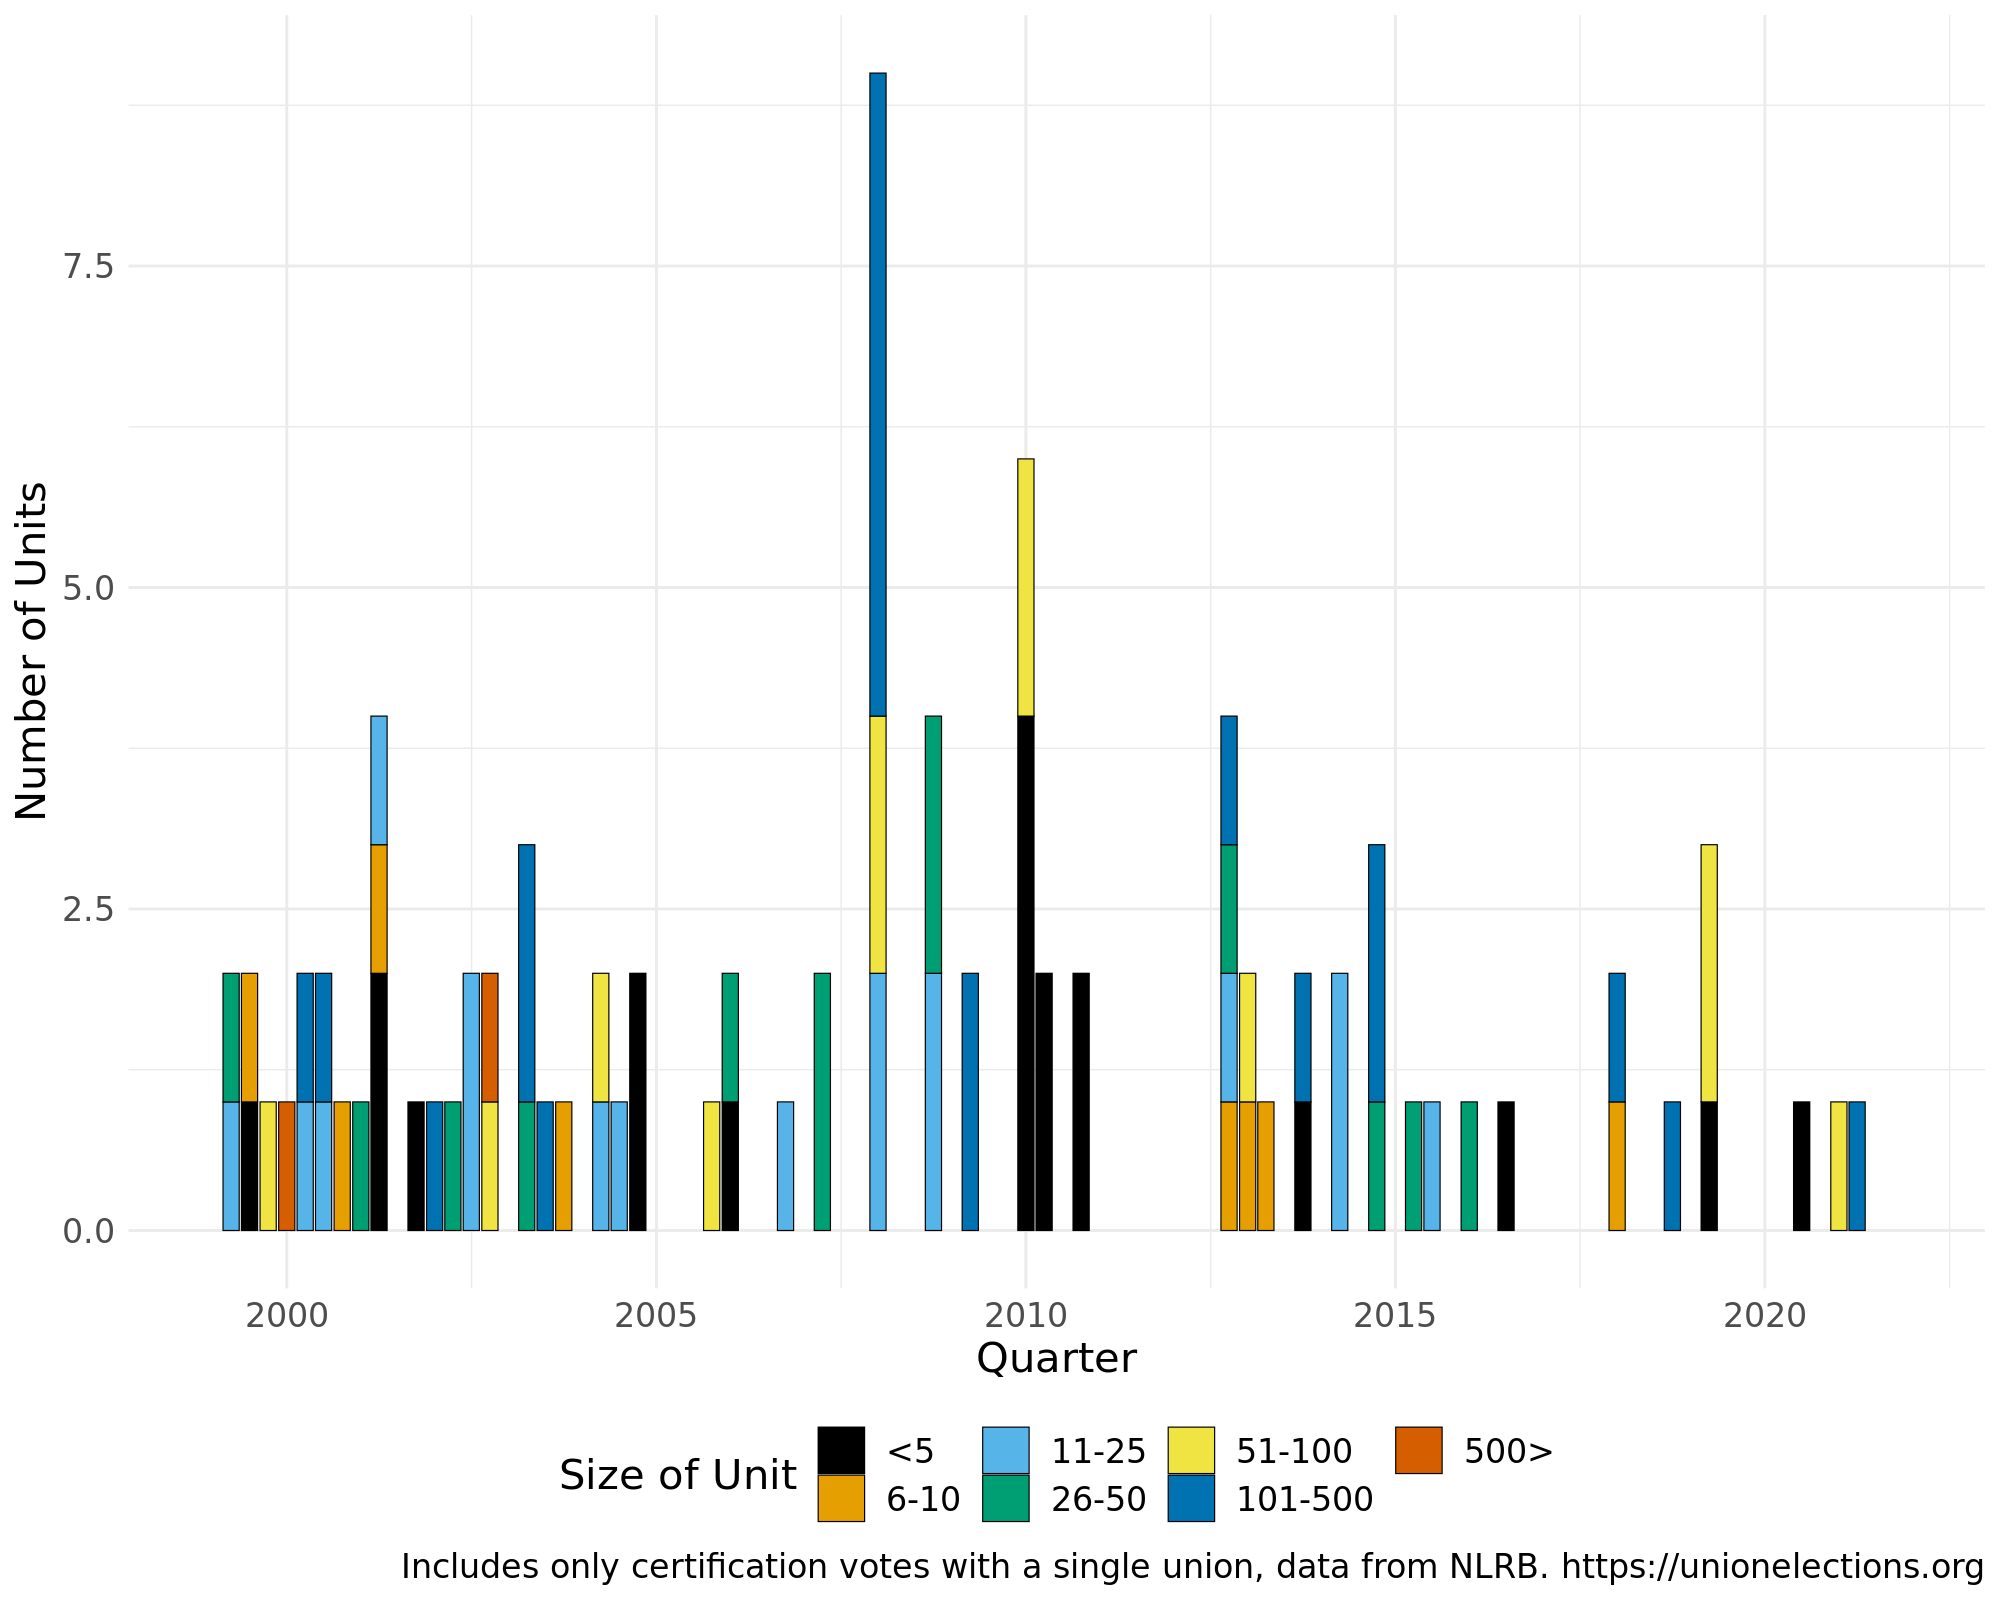 7.5
5.0
2.5
0.0
Number of Units
2000 2005 2010 2015 2020
Quarter
Size of Unit
<5 11-25 51-100 500>
6-10 26-50 101-500
Includes only certification votes with a single union, data from NLRB. https://unionelections.org